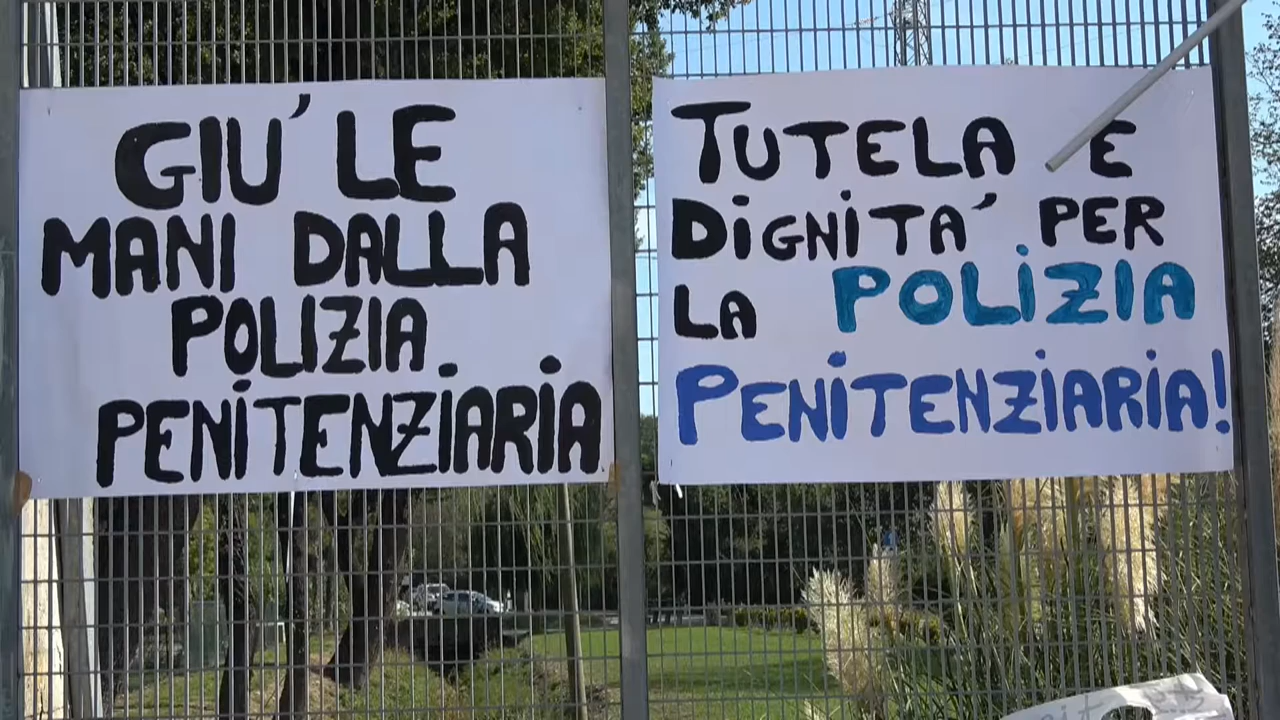 GIU' LE
MANI DALLA
POLIZIA
PENITENZIARIA
TUTELA E
DIGNITA' PER
LA POLIZIA
PENITENZIARIA!